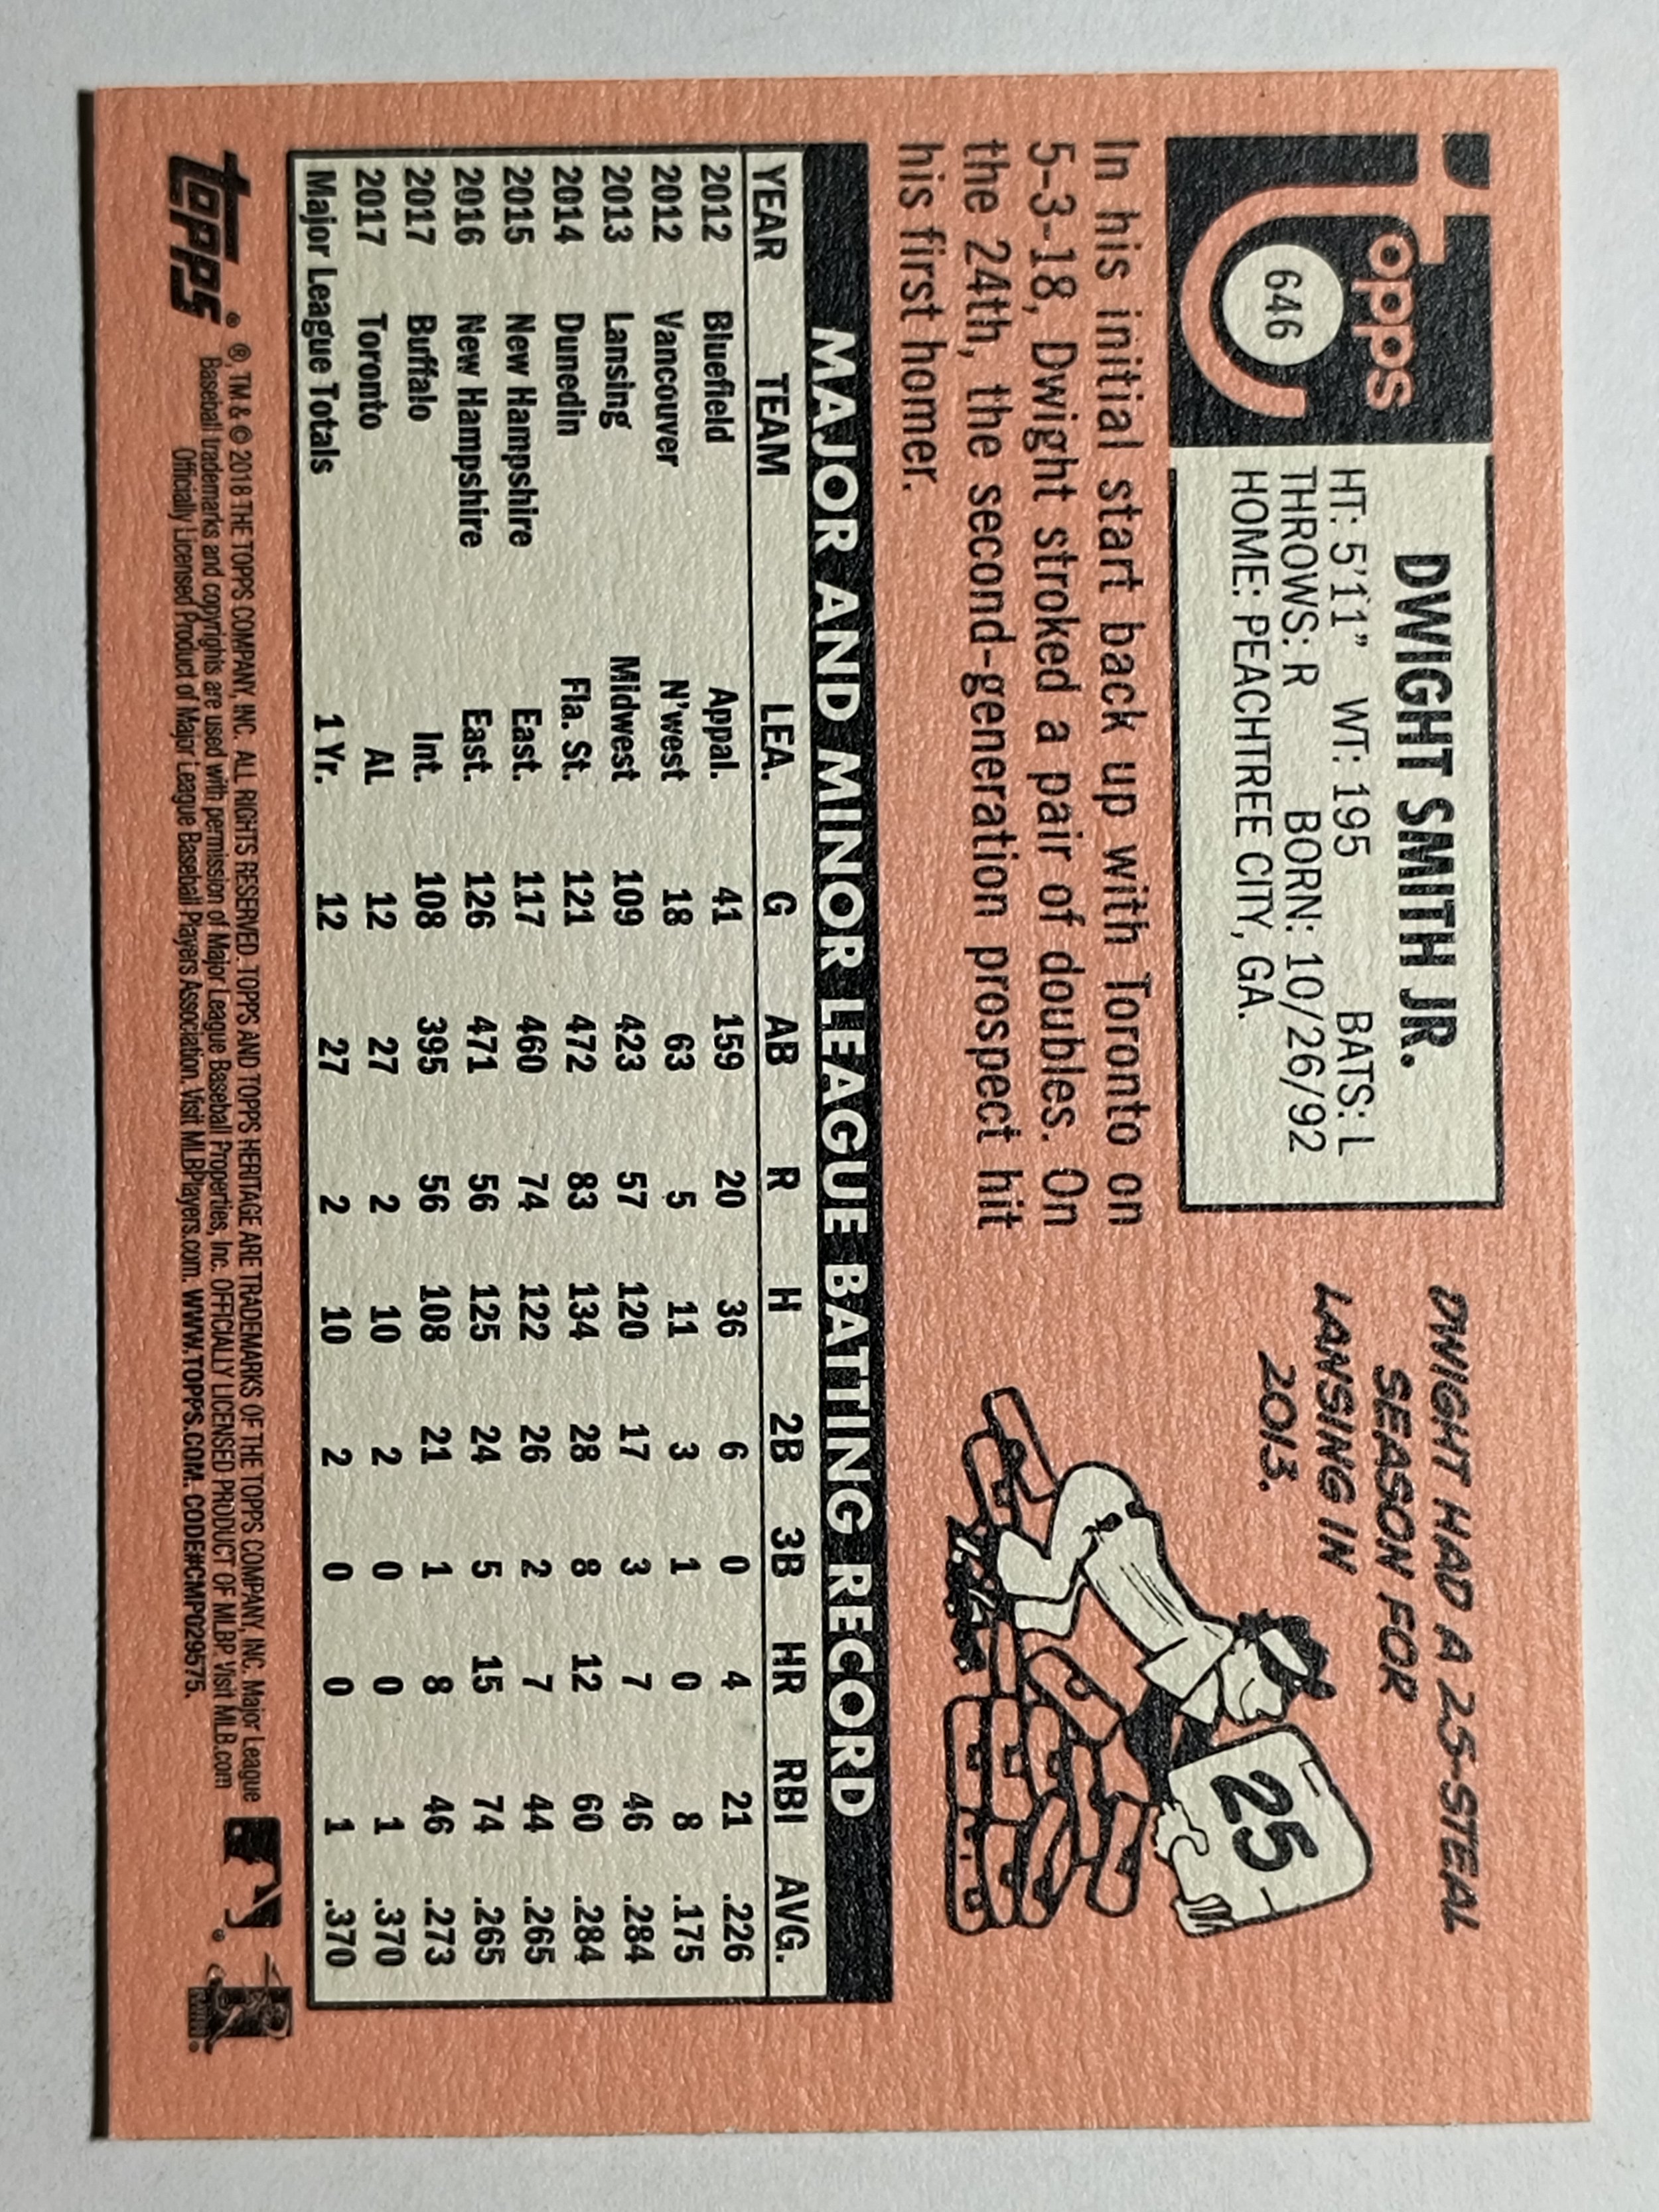 Topps
646
DWIGHT SMITH JR.
HT: 5'11" WT: 195 BATS: L
THROWS: R BORN: 10/26/92
HOME: PEACHTREE CITY, GA.
In his initial start back up with Toronto on
5-3-18, Dwight stroked a pair of doubles. On
the 24th, the second-generation prospect hit
his first homer.
DWIGHT HAD A 25-STEAL
SEASON FOR
LANSING IN
2013.
25
MAJOR AND MINOR LEAGUE BATTING RECORD
YEAR TEAM LEA. G AB R H 2B 3B HR RBI AVG.
2012 Bluefield Appal. 41 159 20 36 6 0 4 21 .226
2012 Vancouver N'west 18 63 5 11 3 1 0 8 .175
2013 Lansing Midwest 109 423 57 120 17 3 7 46 .284
2014 Dunedin Fla. St. 121 472 83 134 28 8 12 60 .284
2015 New Hampshire East. 117 460 74 122 26 2 7 44 .265
2016 New Hampshire East. 126 471 56 125 24 5 15 74 .265
2017 Buffalo Int. 108 395 56 108 21 1 8 46 .273
2017 Toronto AL 12 27 2 10 2 0 0 1 .370
Major League Totals 1 Yr. 12 27 2 10 2 0 0 1 .370
topps®
®, TM & © 2018 THE TOPPS COMPANY, INC. ALL RIGHTS RESERVED. TOPPS AND TOPPS HERITAGE ARE TRADEMARKS OF THE TOPPS COMPANY, INC. Major League
Baseball trademarks and copyrights are used with permission of Major League Baseball Properties, Inc. OFFICIALLY LICENSED PRODUCT OF MLBP. Visit MLB.com
Officially Licensed Product of Major League Baseball Players Association. Visit MLBPlayers.com. WWW.TOPPS.COM. CODE#CMP029575.